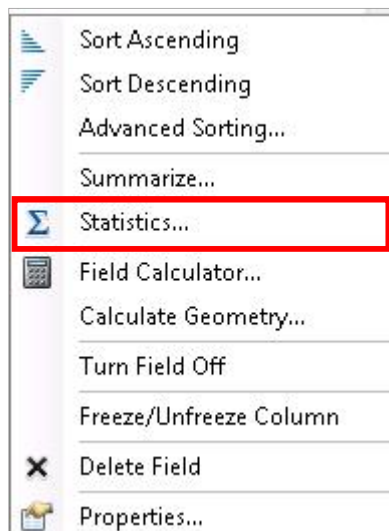 Sort Ascending
Sort Descending
Advanced Sorting...
Summarize...
Σ Statistics...
Field Calculator...
Calculate Geometry...
Turn Field Off
Freeze/Unfreeze Column
Delete Field
Properties...